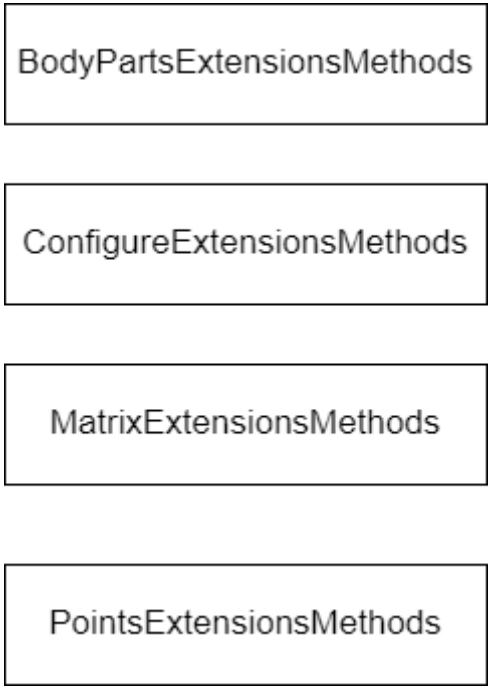 BodyPartsExtensionsMethods
ConfigureExtensionsMethods
MatrixExtensionsMethods
PointsExtensionsMethods